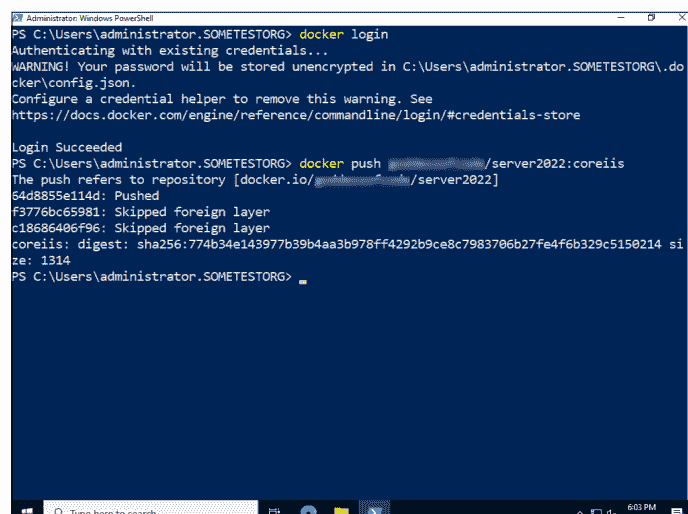 Administrator: Windows PowerShell
PS C:\Users\administrator.SOMETESTORG> docker login
Authenticating with existing credentials...
WARNING! Your password will be stored unencrypted in C:\Users\administrator.SOMETESTORG\.do
cker\config.json.
Configure a credential helper to remove this warning. See
https://docs.docker.com/engine/reference/commandline/login/#credentials-store
Login Succeeded
PS C:\Users\administrator.SOMETESTORG> docker push /server2022:coreiis
The push refers to repository [docker.io/ /server2022]
64d8855e114d: Pushed
f3776bc65981: Skipped foreign layer
c18686406f96: Skipped foreign layer
coreiis: digest: sha256:774b34e143977b39b4aa3b978ff4292b9ce8c7983706b27fe4f6b329c5150214 si
ze: 1314
PS C:\Users\administrator.SOMETESTORG>
Type here to search
6:03 PM